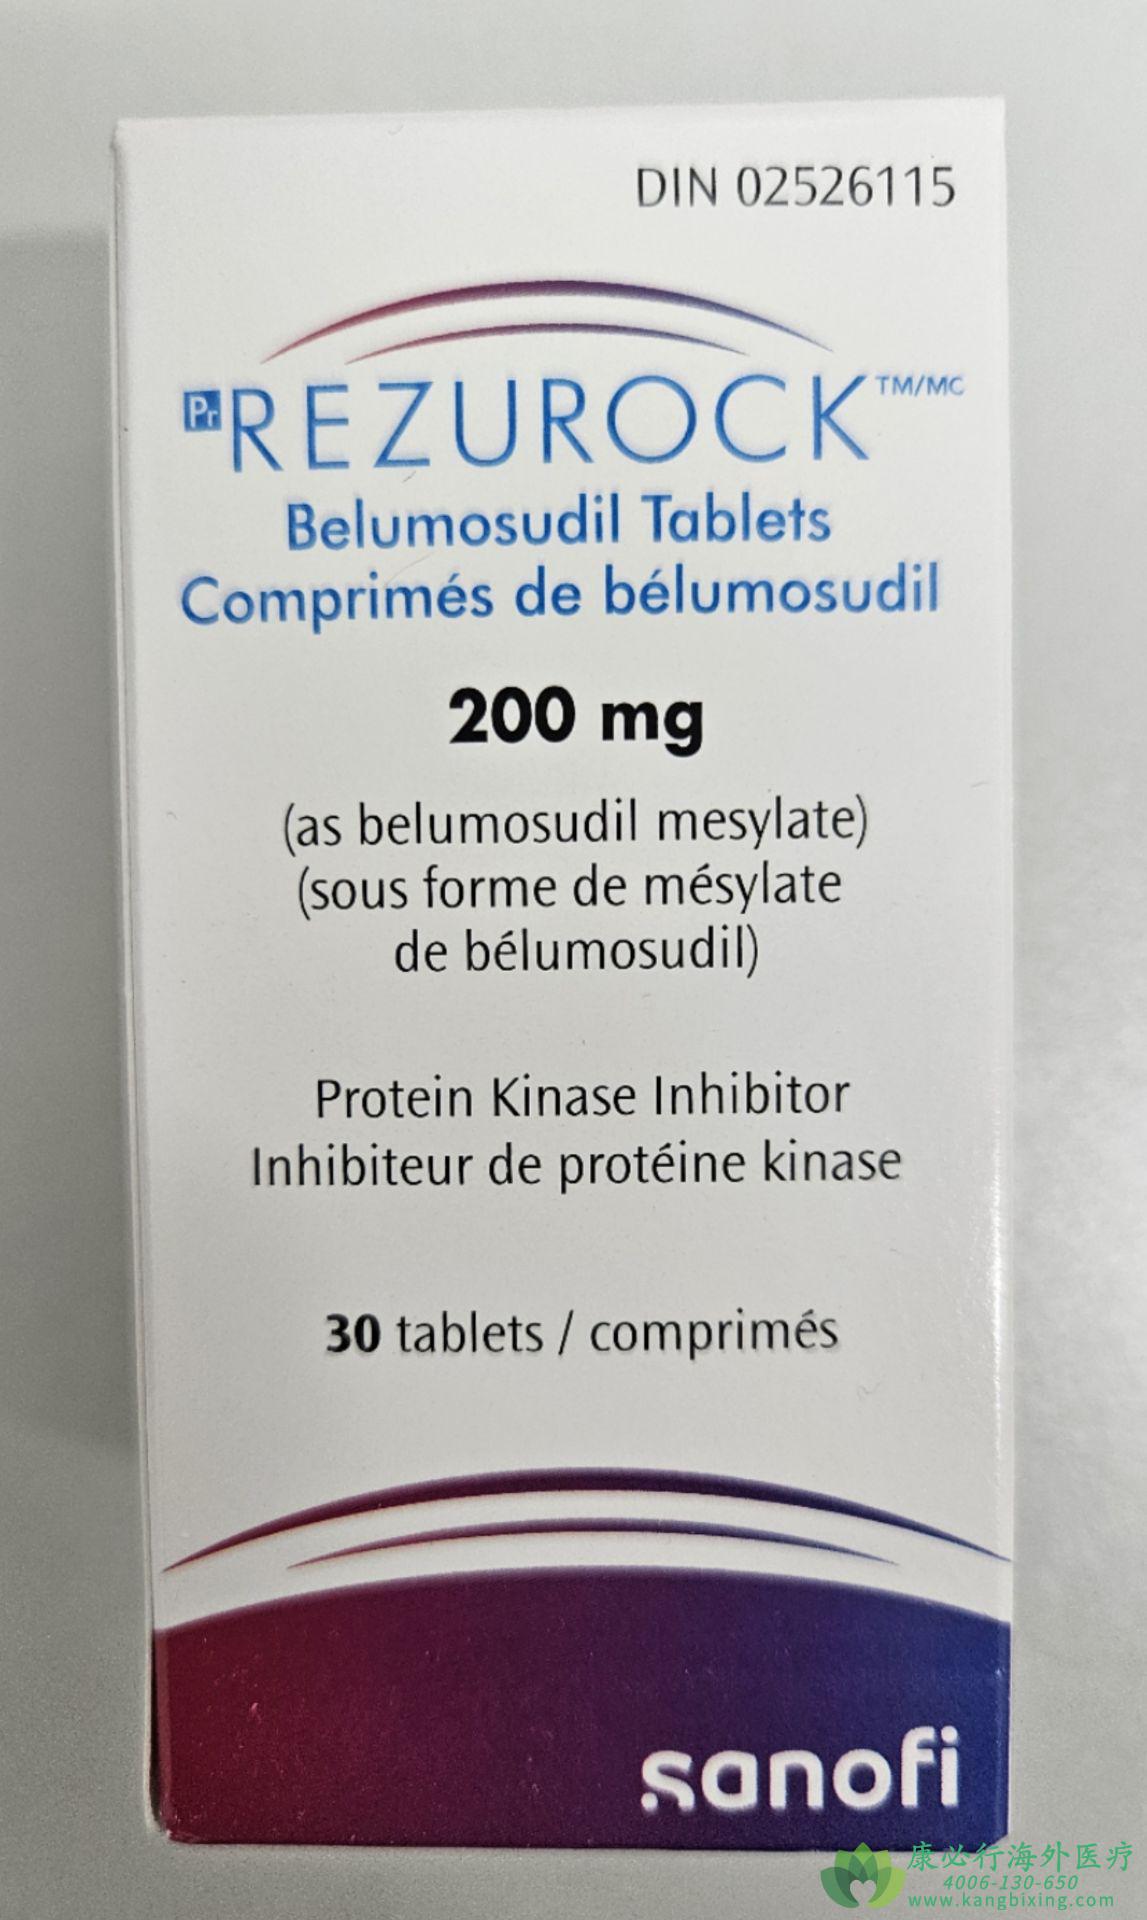 DIN 02526115
Pr REZUROCK TM/MC
Belumosudil Tablets
Comprimés de bélumosudil
200 mg
(as belumosudil mesylate)
(sous forme de mésylate
de bélumosudil)
Protein Kinase Inhibitor
Inhibiteur de protéine kinase
30 tablets / comprimés
sanofi
康必行海外医疗
4006-130-650
www.kangbixing.com